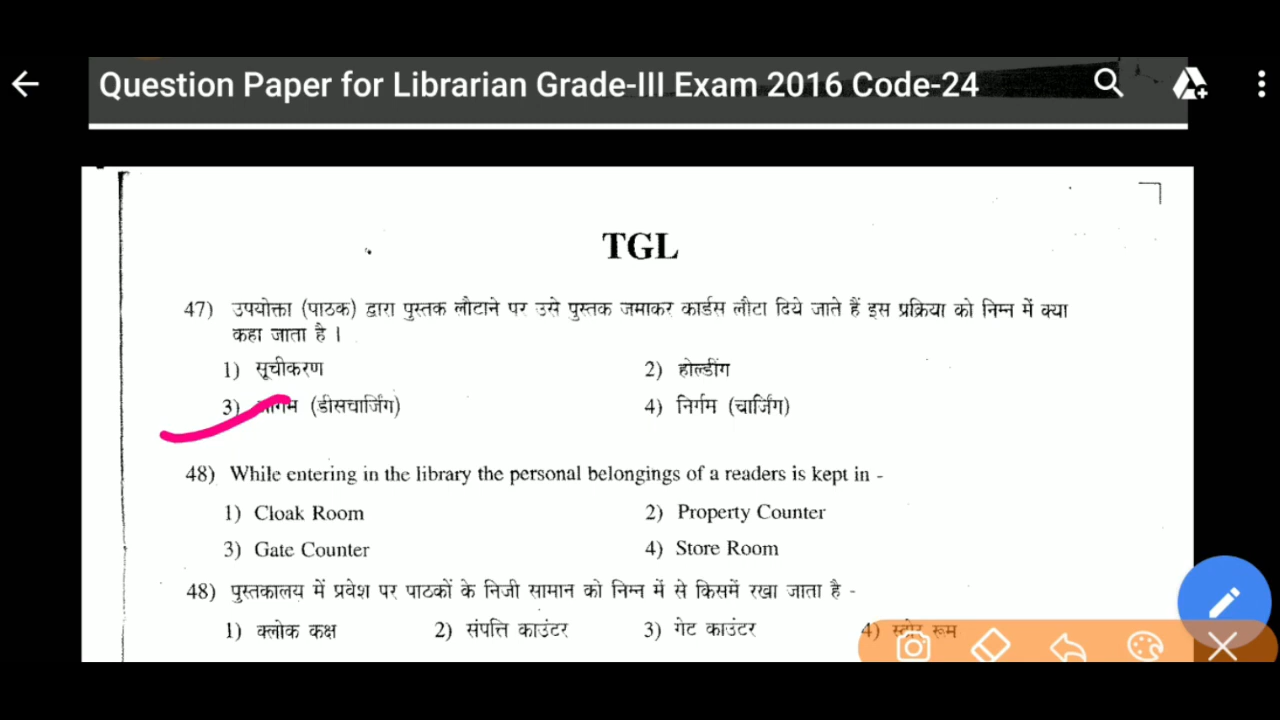 Question Paper for Librarian Grade-III Exam 2016 Code-24
TGL
47) उपयोक्ता (पाठक) द्वारा पुस्तक लौटाने पर उसे पुस्तक जमाकर कार्डस लौटा दिये जाते हैं इस प्रक्रिया को निम्न में क्या
कहा जाता है ।
1) सूचीकरण 2) होल्डींग
3) (डीसचार्जिंग) 4) निर्गम (चार्जिंग)
48) While entering in the library the personal belongings of a readers is kept in -
1) Cloak Room 2) Property Counter
3) Gate Counter 4) Store Room
48) पुस्तकालय में प्रवेश पर पाठकों के निजी सामान को निम्न में से किसमें रखा जाता है -
1) क्लोक कक्ष 2) संपत्ति काउंटर 3) गेट काउंटर 4) स्टोर रूम